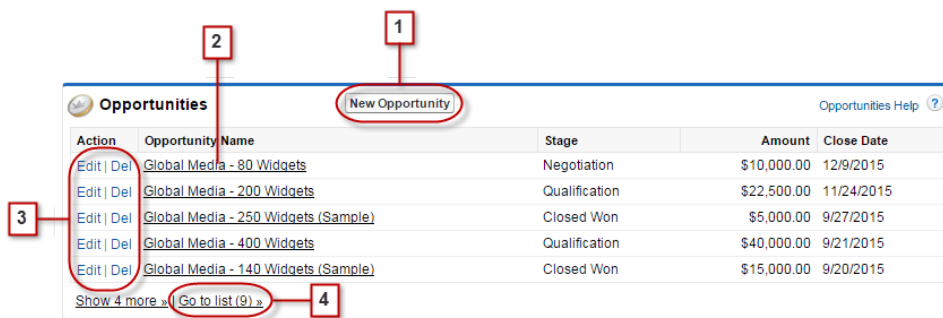 1
2
Opportunities New Opportunity Opportunities Help ?
Action Opportunity Name Stage Amount Close Date
Edit | Del Global Media - 80 Widgets Negotiation $10,000.00 12/9/2015
Edit | Del Global Media - 200 Widgets Qualification $22,500.00 11/24/2015
3 Edit | Del Global Media - 250 Widgets (Sample) Closed Won $5,000.00 9/27/2015
Edit | Del Global Media - 400 Widgets Qualification $40,000.00 9/21/2015
Edit | Del Global Media - 140 Widgets (Sample) Closed Won $15,000.00 9/20/2015
Show 4 more » | Go to list (9) » 4